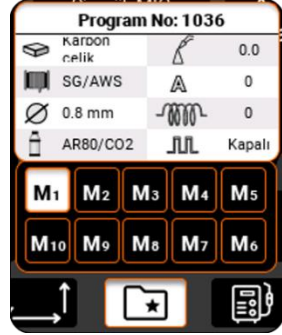 Program No: 1036
Karbon
celik
0.0
SG/AWS
A
0
0.8 mm
0
AR80/CO2
Kapalı
M1 M2 M3 M4 M5
M10 M9 M8 M7 M6